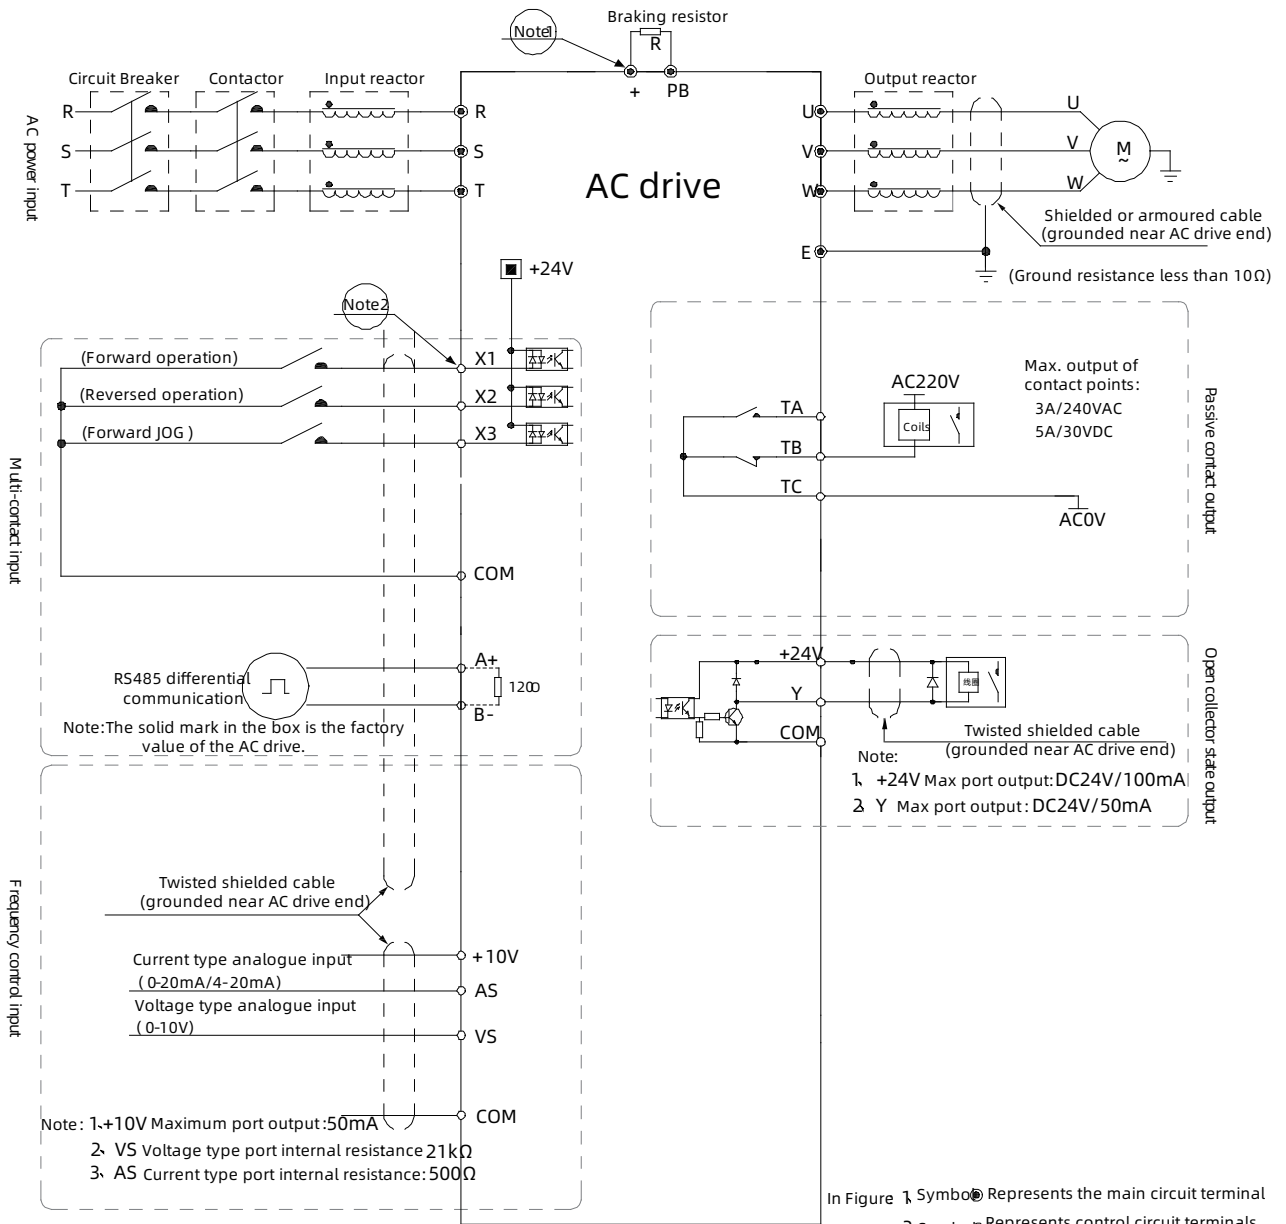 Braking resistor
Note1
R
+ PB
Circuit Breaker Contactor Input reactor
Output reactor
AC power input
R
S
T
R
S
T
AC drive
U
V
W
U
V
W
M
~
E
Shielded or armoured cable
(grounded near AC drive end)
(Ground resistance less than 10Ω)
+24V
Note2
Multi-contact input
(Forward operation)
X1
(Reversed operation)
X2
(Forward JOG )
X3
COM
A+
RS485 differential
communication
120Ω
B-
Note:The solid mark in the box is the factory
value of the AC drive.
Passive contact output
AC220V
Max. output of
contact points:
3A/240VAC
5A/30VDC
Coils
TA
TB
TC
AC0V
Open collector state output
+24V
线圈
Y
COM
Twisted shielded cable
(grounded near AC drive end)
Note:
1、 +24V Max port output:DC24V/100mA
2、 Y Max port output:DC24V/50mA
Frequency control input
Twisted shielded cable
(grounded near AC drive end)
+10V
Current type analogue input
(0-20mA/4-20mA)
AS
Voltage type analogue input
(0-10V)
VS
COM
Note: 1、+10V Maximum port output:50mA
2、 VS Voltage type port internal resistance 21kΩ
3、 AS Current type port internal resistance:500Ω
In Figure 1、 Symbol Represents the main circuit terminal
Represents control circuit terminals